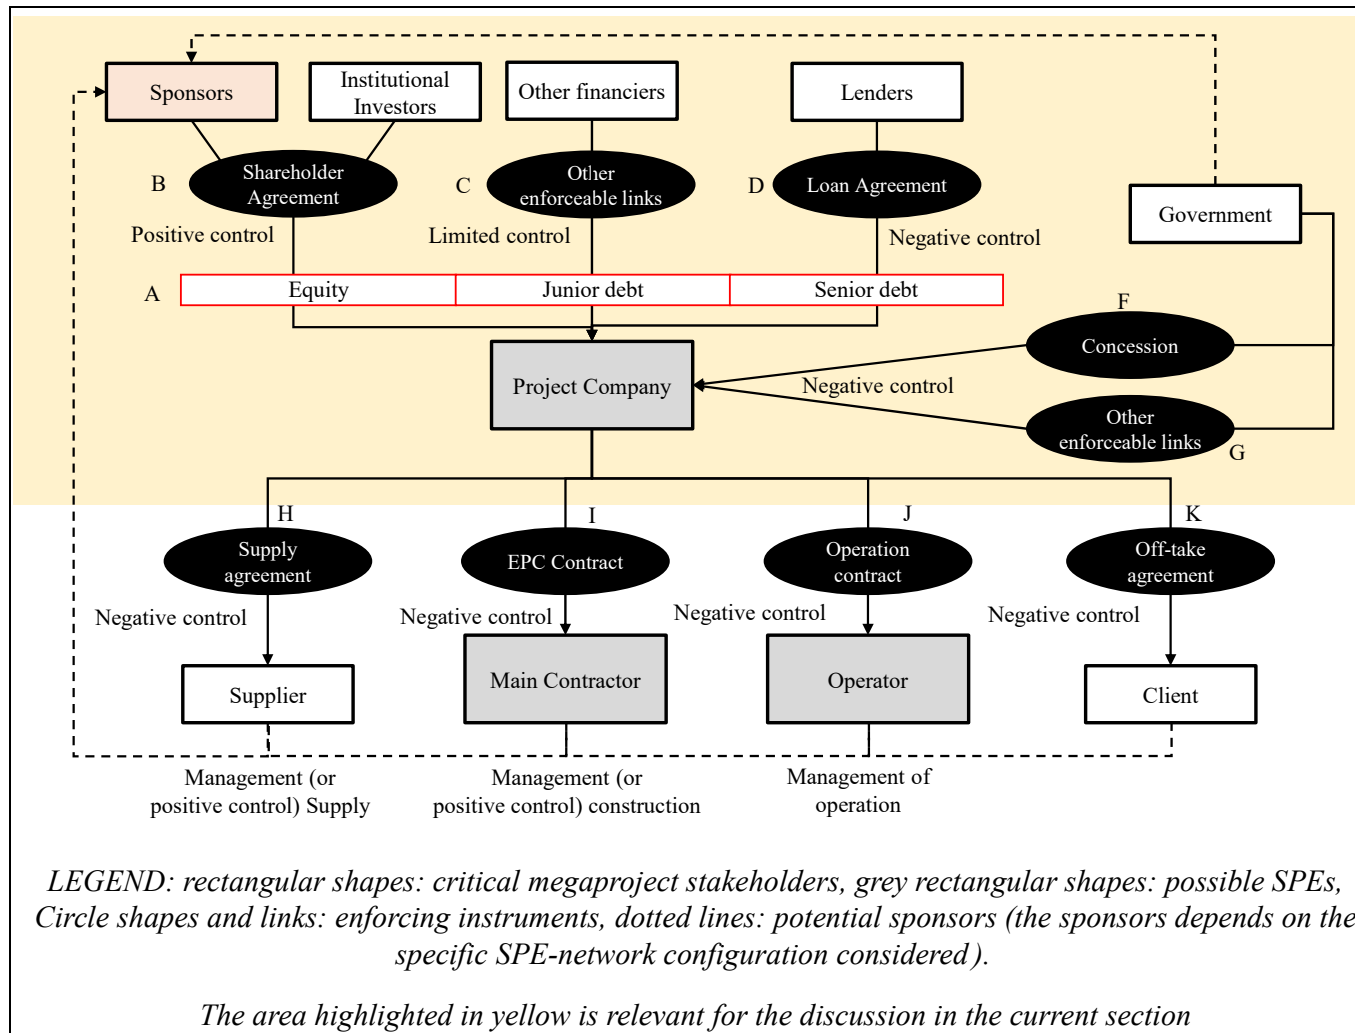 Sponsors
Institutional
Investors
Other financiers
Lenders
B
Shareholder
Agreement
C
Other
enforceable links
D
Loan Agreement
Government
Positive control
Limited control
Negative control
A
Equity
Junior debt
Senior debt
F
Concession
Project Company
Negative control
Other
enforceable links
G
H
I
J
K
Supply
agreement
EPC Contract
Operation
contract
Off-take
agreement
Negative control
Negative control
Negative control
Negative control
Supplier
Main Contractor
Operator
Client
Management (or
positive control) Supply
Management (or
positive control) construction
Management of
operation
LEGEND: rectangular shapes: critical megaproject stakeholders, grey rectangular shapes: possible SPEs,
Circle shapes and links: enforcing instruments, dotted lines: potential sponsors (the sponsors depends on the
specific SPE-network configuration considered).
The area highlighted in yellow is relevant for the discussion in the current section